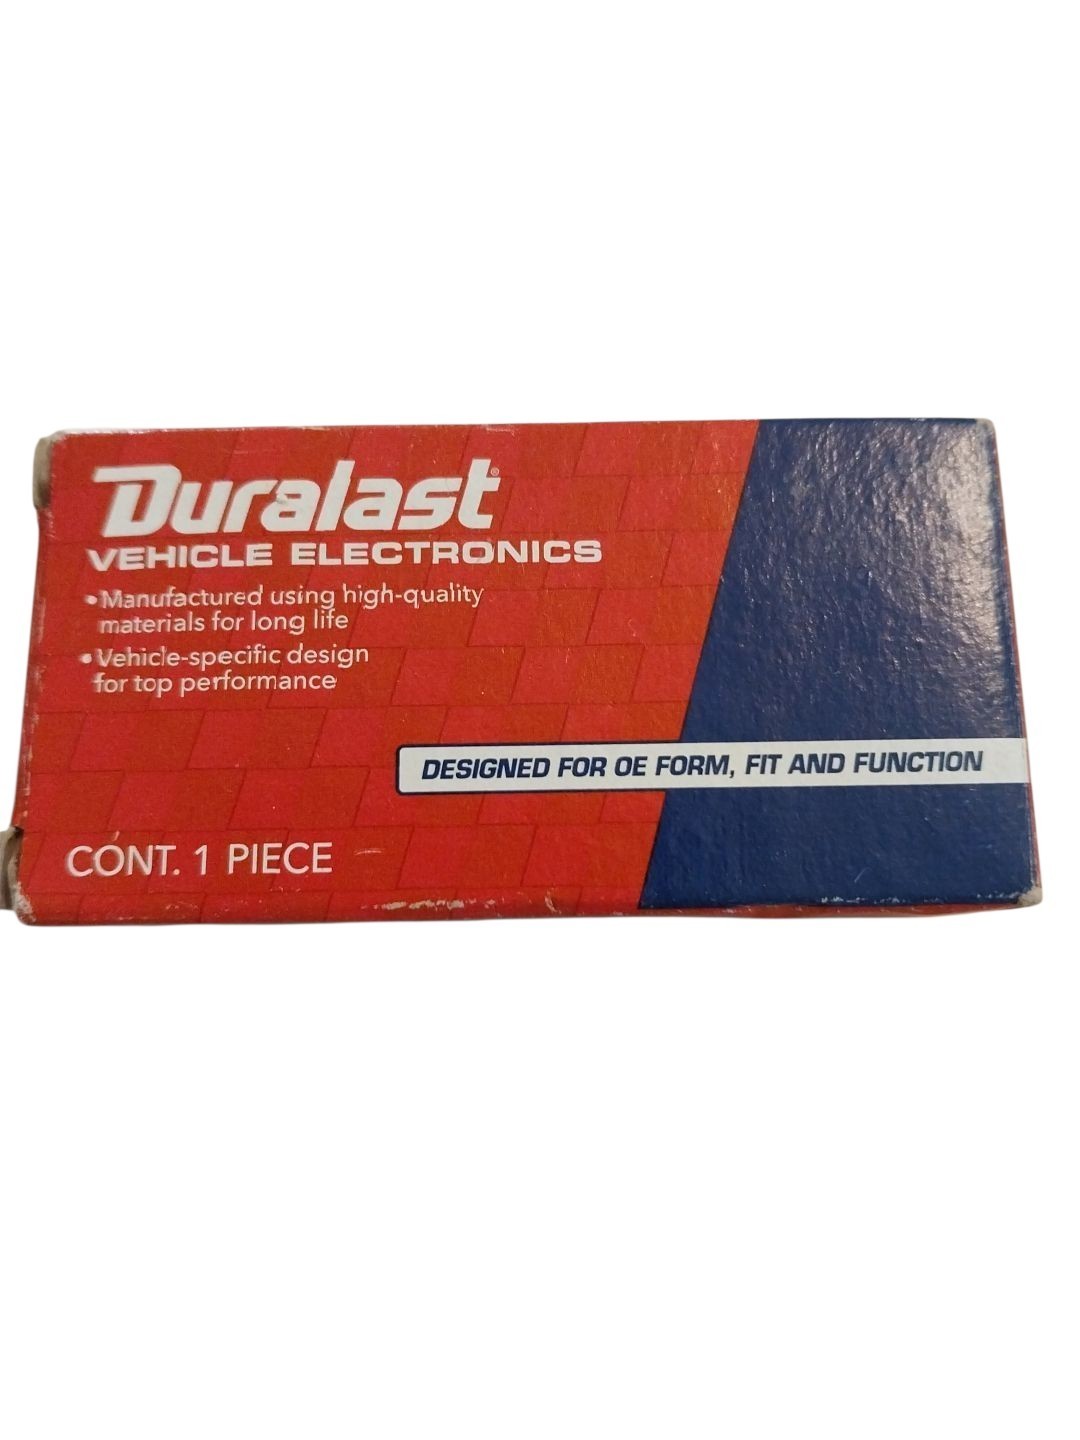 Duralast®
VEHICLE ELECTRONICS
•Manufactured using high-quality
materials for long life
•Vehicle-specific design
for top performance
DESIGNED FOR OE FORM, FIT AND FUNCTION
CONT. 1 PIECE